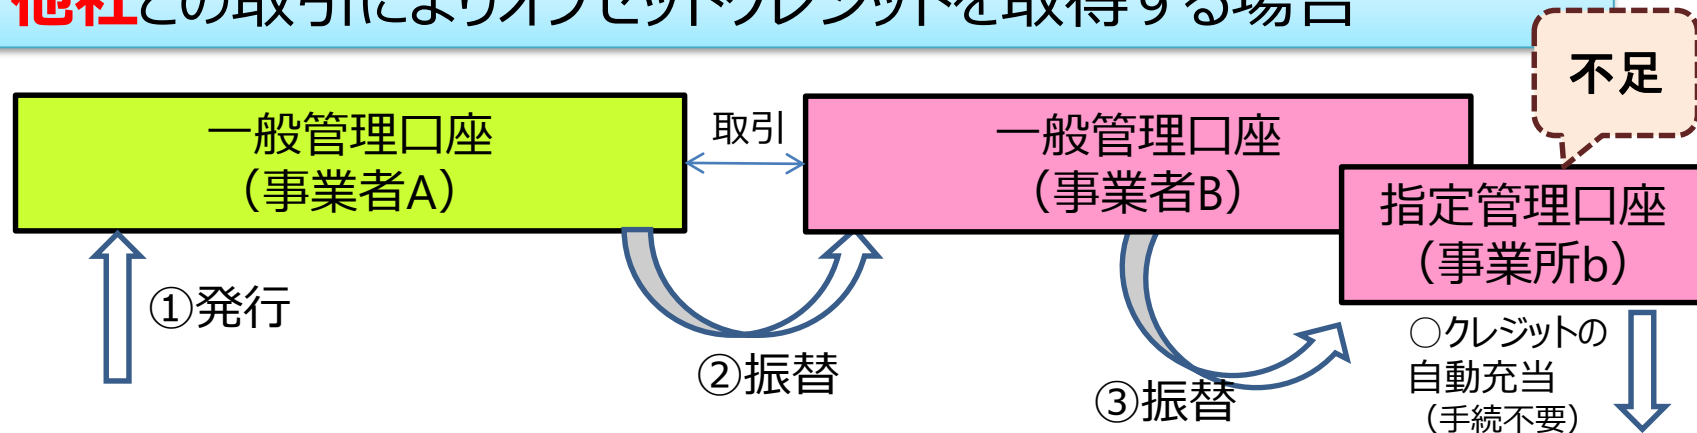 他社との取引によりオフセットクレジットを取得する場合
不足
一般管理口座
（事業者A）
取引
一般管理口座
（事業者B）
指定管理口座
（事業所b）
①発行
②振替
③振替
○クレジットの
自動充当
（手続不要）